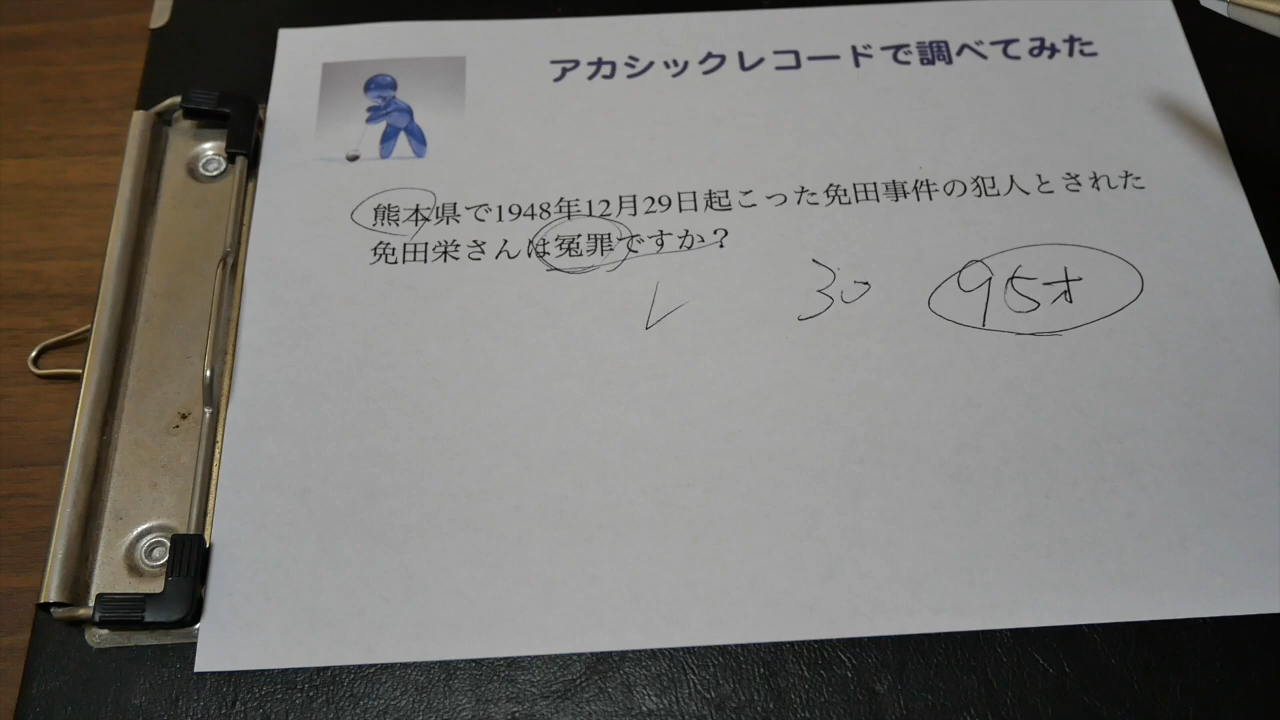 アカシックレコードで調べてみた
熊本県で1948年12月29日起こった免田事件の犯人とされた
免田栄さんは冤罪ですか？
30 95才